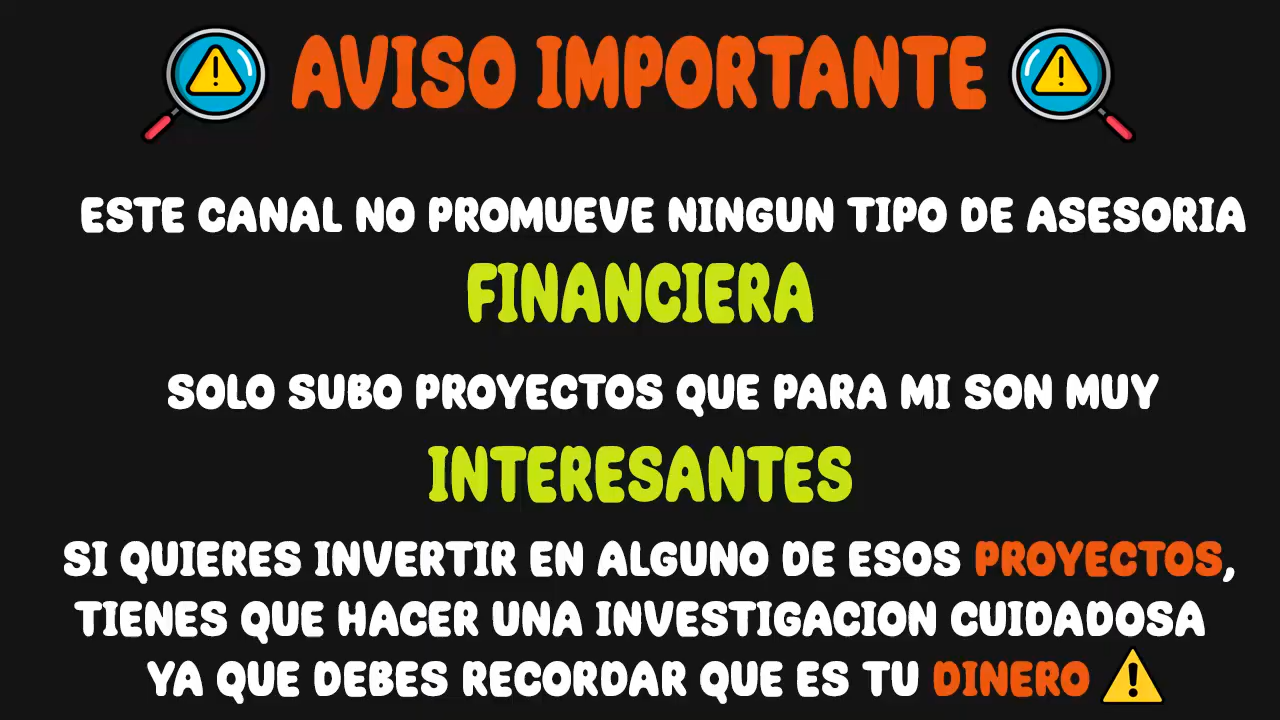 AVISO IMPORTANTE
ESTE CANAL NO PROMUEVE NINGUN TIPO DE ASESORIA
FINANCIERA
SOLO SUBO PROYECTOS QUE PARA MI SON MUY
INTERESANTES
SI QUIERES INVERTIR EN ALGUNO DE ESOS PROYECTOS,
TIENES QUE HACER UNA INVESTIGACION CUIDADOSA
YA QUE DEBES RECORDAR QUE ES TU DINERO